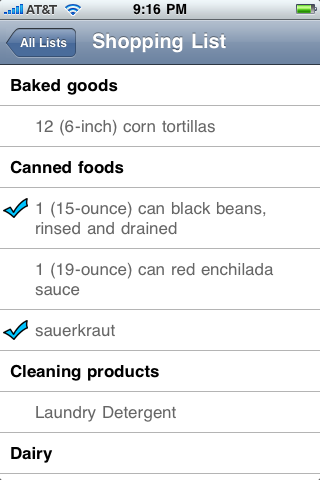 AT&T 9:16 PM
All Lists Shopping List
Baked goods
12 (6-inch) corn tortillas
Canned foods
1 (15-ounce) can black beans,
rinsed and drained
1 (19-ounce) can red enchilada
sauce
sauerkraut
Cleaning products
Laundry Detergent
Dairy